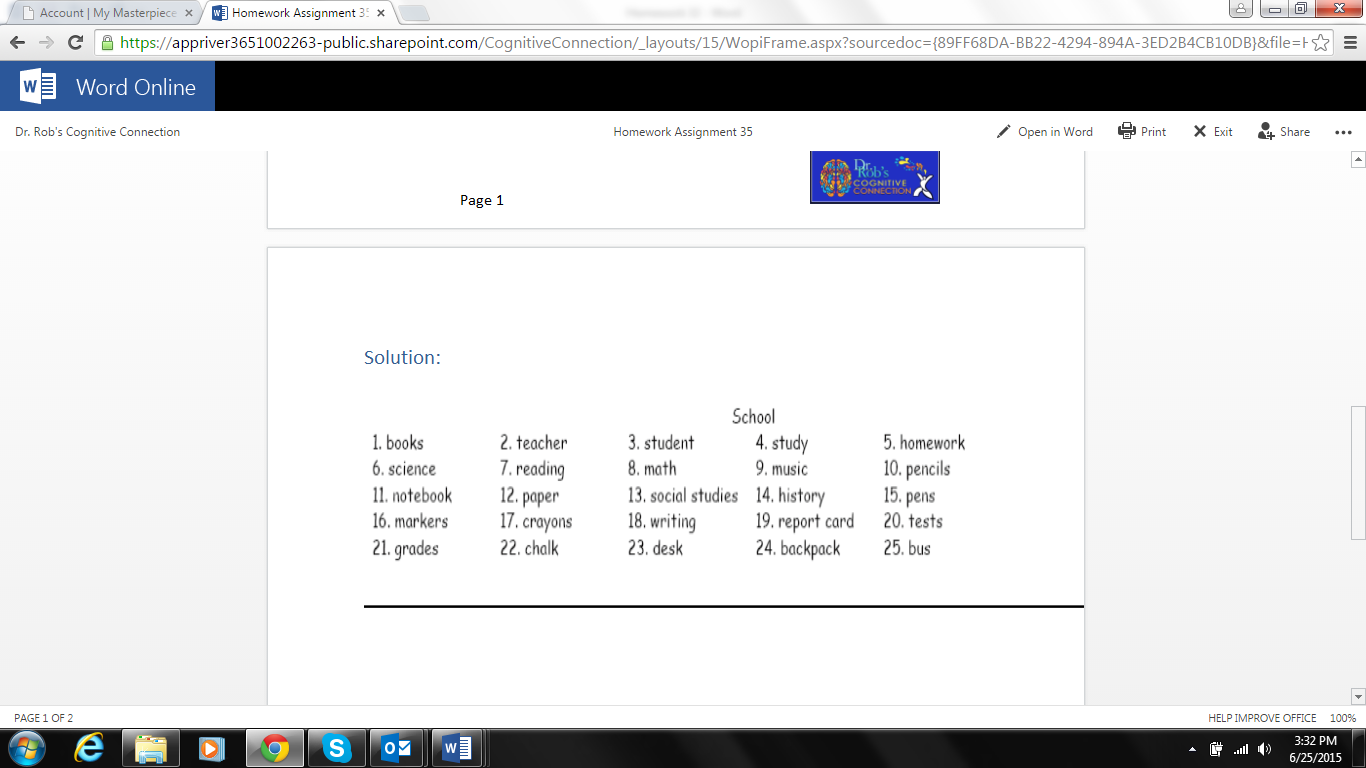 Account | My Masterpiece
Homework Assignment 35
https://appriver3651002263-public.sharepoint.com/CognitiveConnection/_layouts/15/WopiFrame.aspx?sourcedoc={89FF68DA-BB22-4294-894A-3ED2B4CB10DB}&file=H
Word Online
Dr. Rob's Cognitive Connection Homework Assignment 35 Open in Word Print Exit Share
Dr. Rob's
COGNITIVE
CONNECTION
Page 1
Solution:
School
1. books 2. teacher 3. student 4. study 5. homework
6. science 7. reading 8. math 9. music 10. pencils
11. notebook 12. paper 13. social studies 14. history 15. pens
16. markers 17. crayons 18. writing 19. report card 20. tests
21. grades 22. chalk 23. desk 24. backpack 25. bus
PAGE 1 OF 2 HELP IMPROVE OFFICE 100%
3:32 PM
6/25/2015